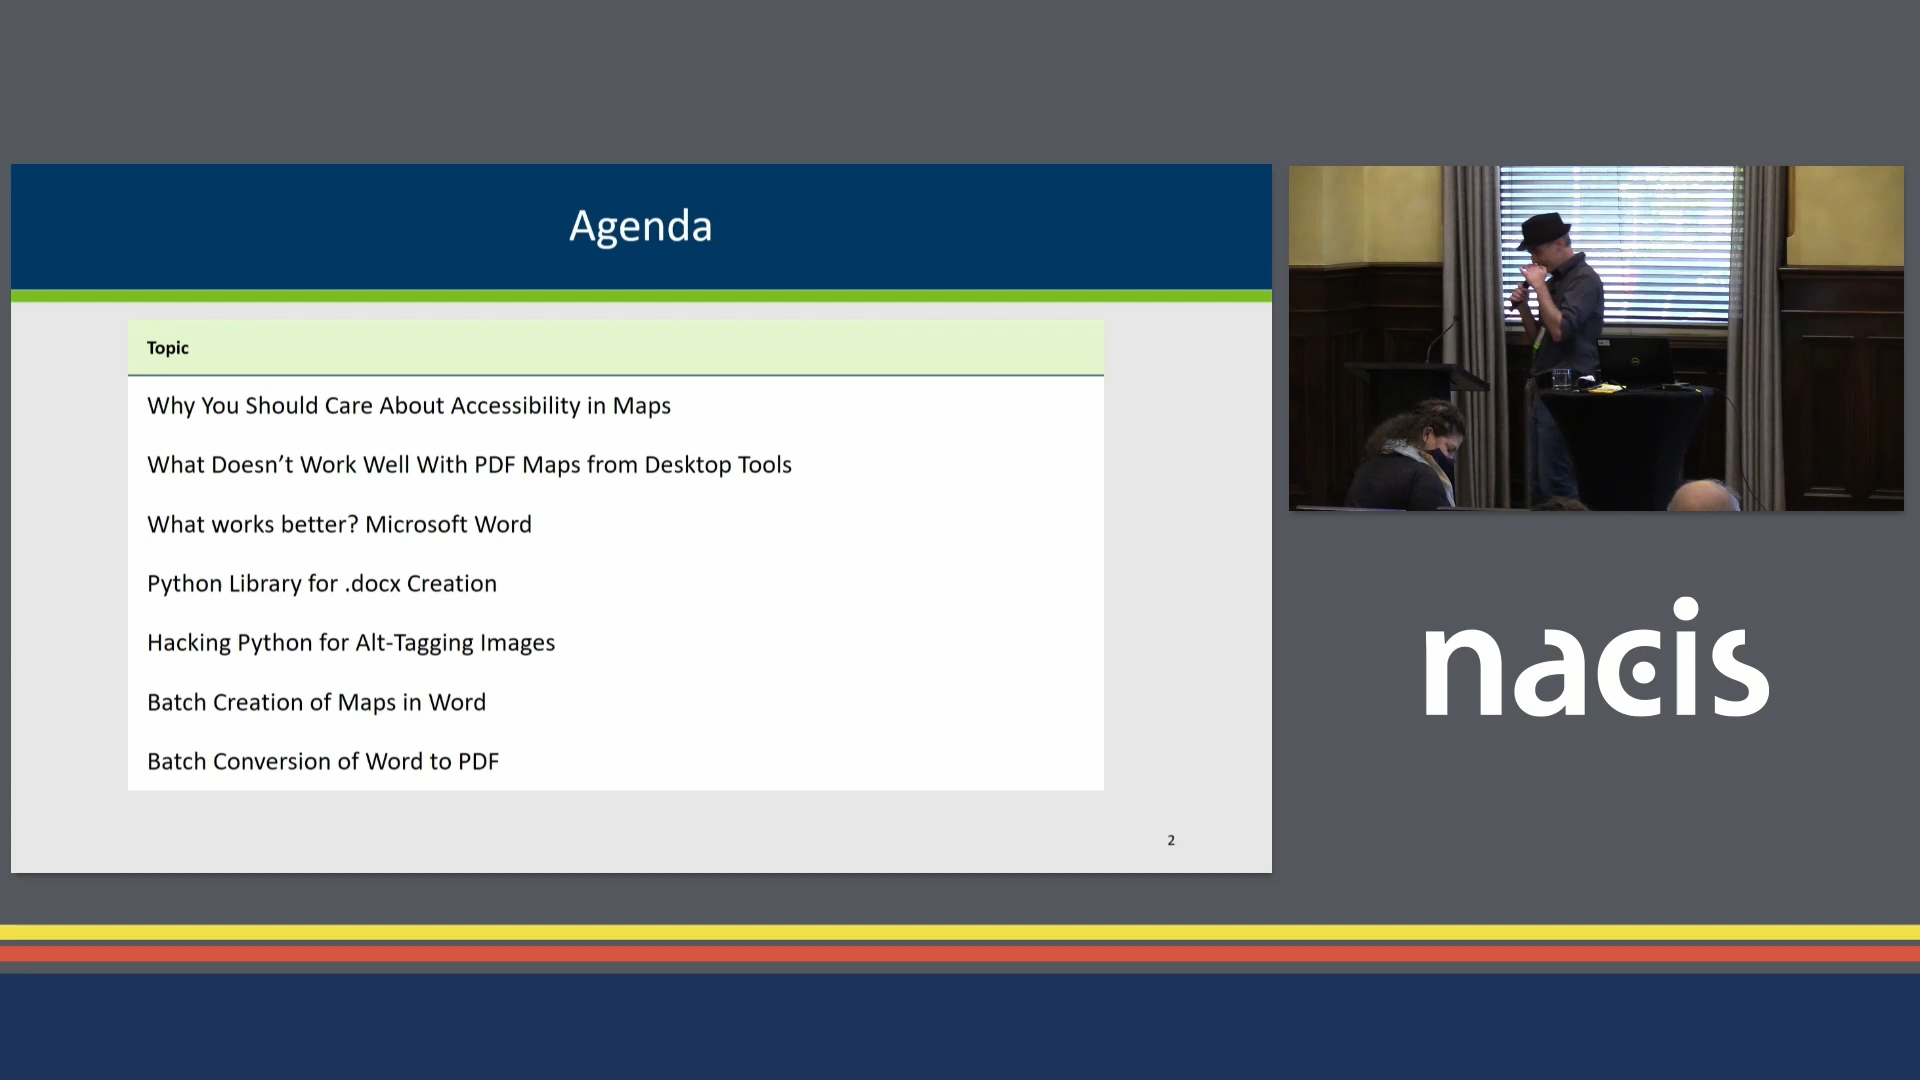 Agenda
Topic
Why You Should Care About Accessibility in Maps
What Doesn’t Work Well With PDF Maps from Desktop Tools
What works better? Microsoft Word
Python Library for .docx Creation
Hacking Python for Alt-Tagging Images
Batch Creation of Maps in Word
Batch Conversion of Word to PDF
2
nacis